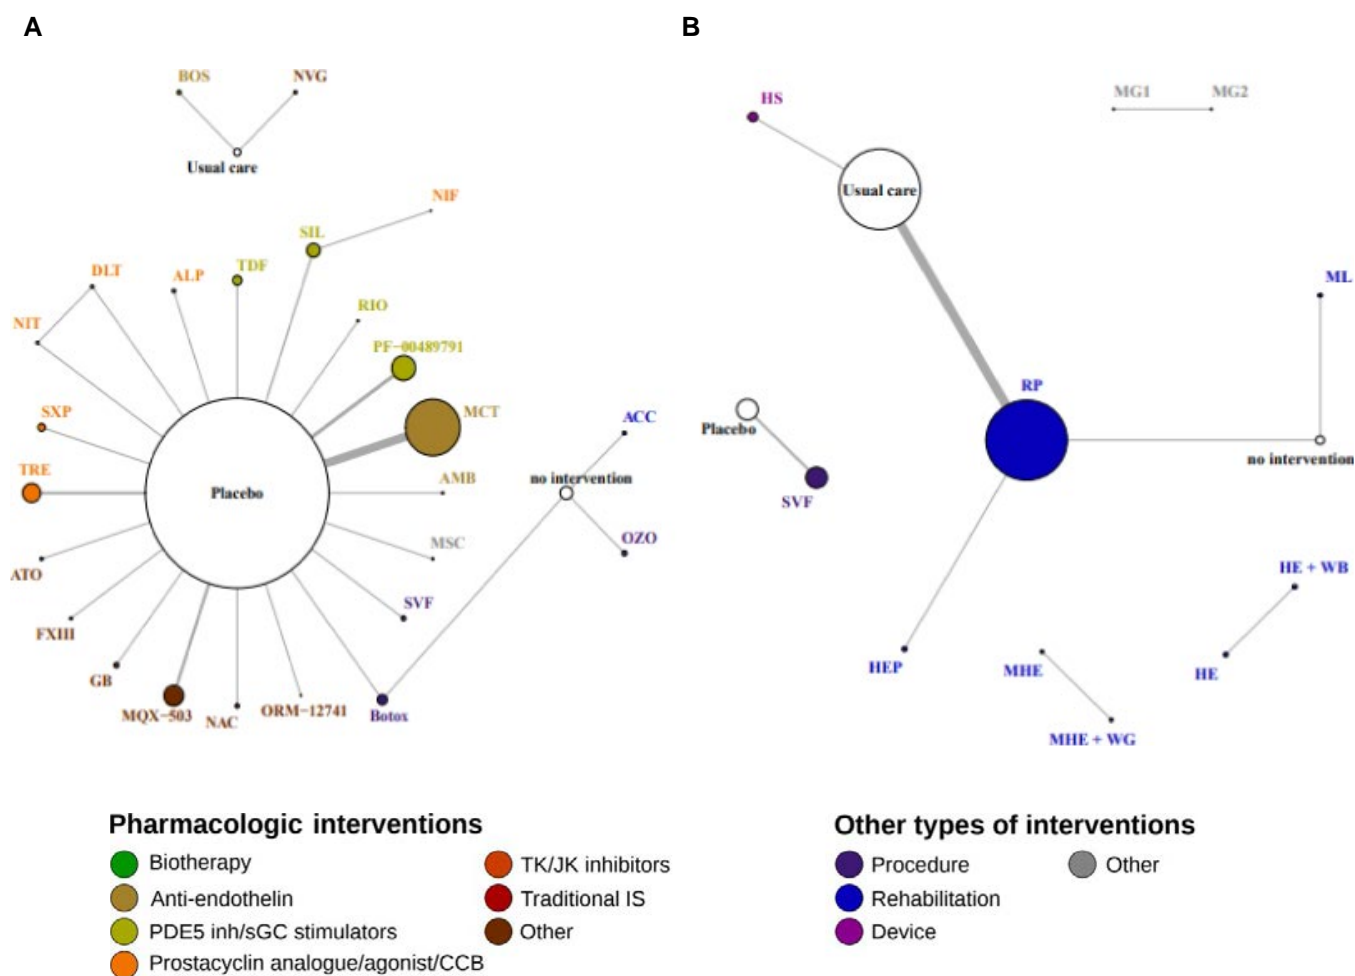 A
B
BOS
NVG
Usual care
NIF
SIL
DLT
ALP
TDF
RIO
NIT
PF-00489791
SXP
MCT
ACC
TRE
AMB
no intervention
Placebo
MSC
OZO
ATO
SVF
FXIII
GB
MQX-503
NAC
ORM-12741
Botox
HS
MG1
MG2
Usual care
ML
RP
Placebo
no intervention
SVF
HE + WB
HEP
MHE
HE
MHE + WG
Pharmacologic interventions
Biotherapy
Anti-endothelin
PDE5 inh/sGC stimulators
Prostacyclin analogue/agonist/CCB
TK/JK inhibitors
Traditional IS
Other
Other types of interventions
Procedure
Rehabilitation
Device
Other